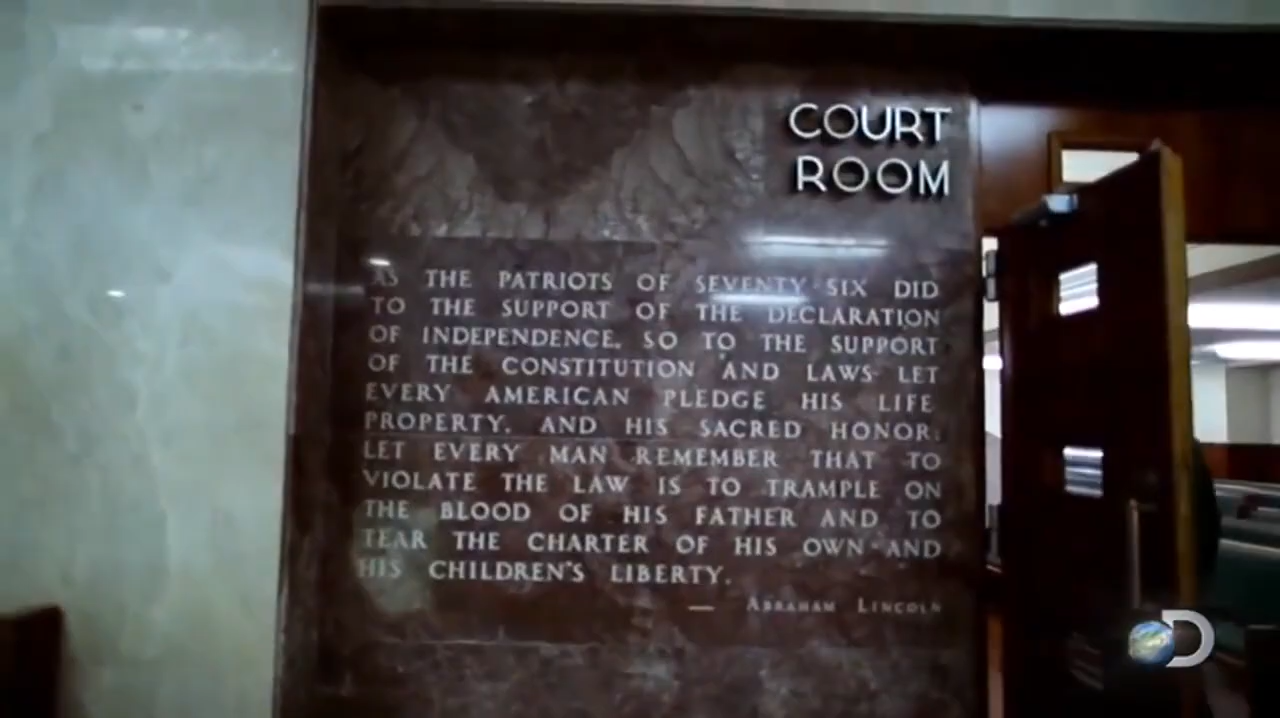 COURT
ROOM
AS THE PATRIOTS OF SEVENTY SIX DID
TO THE SUPPORT OF THE DECLARATION
OF INDEPENDENCE, SO TO THE SUPPORT
OF THE CONSTITUTION AND LAWS LET
EVERY AMERICAN PLEDGE HIS LIFE
PROPERTY, AND HIS SACRED HONOR:
LET EVERY MAN REMEMBER THAT TO
VIOLATE THE LAW IS TO TRAMPLE ON
THE BLOOD OF HIS FATHER AND TO
TEAR THE CHARTER OF HIS OWN AND
HIS CHILDREN'S LIBERTY.
— ABRAHAM LINCOLN
D